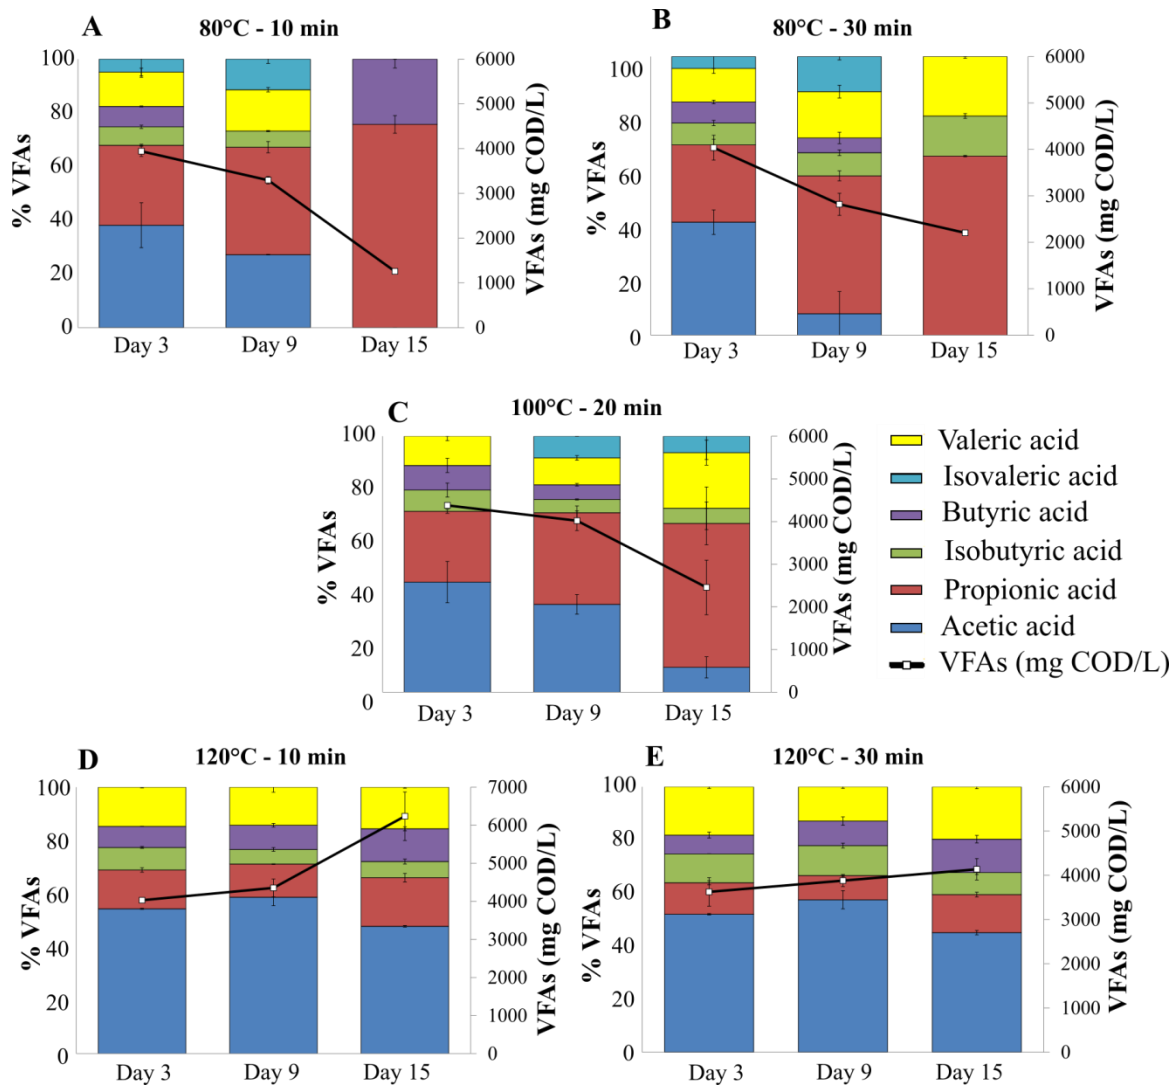 A
80°C - 10 min
100
80
60
40
20
0
% VFAs
6000
5000
4000
3000
2000
1000
0
VFAs (mg COD/L)
Day 3
Day 9
Day 15
B
80°C - 30 min
100
80
60
40
20
0
% VFAs
6000
5000
4000
3000
2000
1000
0
VFAs (mg COD/L)
Day 3
Day 9
Day 15
C
100°C - 20 min
100
80
60
40
20
0
% VFAs
6000
5000
4000
3000
2000
1000
0
VFAs (mg COD/L)
Day 3
Day 9
Day 15
Valeric acid
Isovaleric acid
Butyric acid
Isobutyric acid
Propionic acid
Acetic acid
VFAs (mg COD/L)
D
120°C - 10 min
100
80
60
40
20
0
% VFAs
7000
6000
5000
4000
3000
2000
1000
0
VFAs (mg COD/L)
Day 3
Day 9
Day 15
E
120°C - 30 min
100
80
60
40
20
0
% VFAs
6000
5000
4000
3000
2000
1000
0
VFAs (mg COD/L)
Day 3
Day 9
Day 15